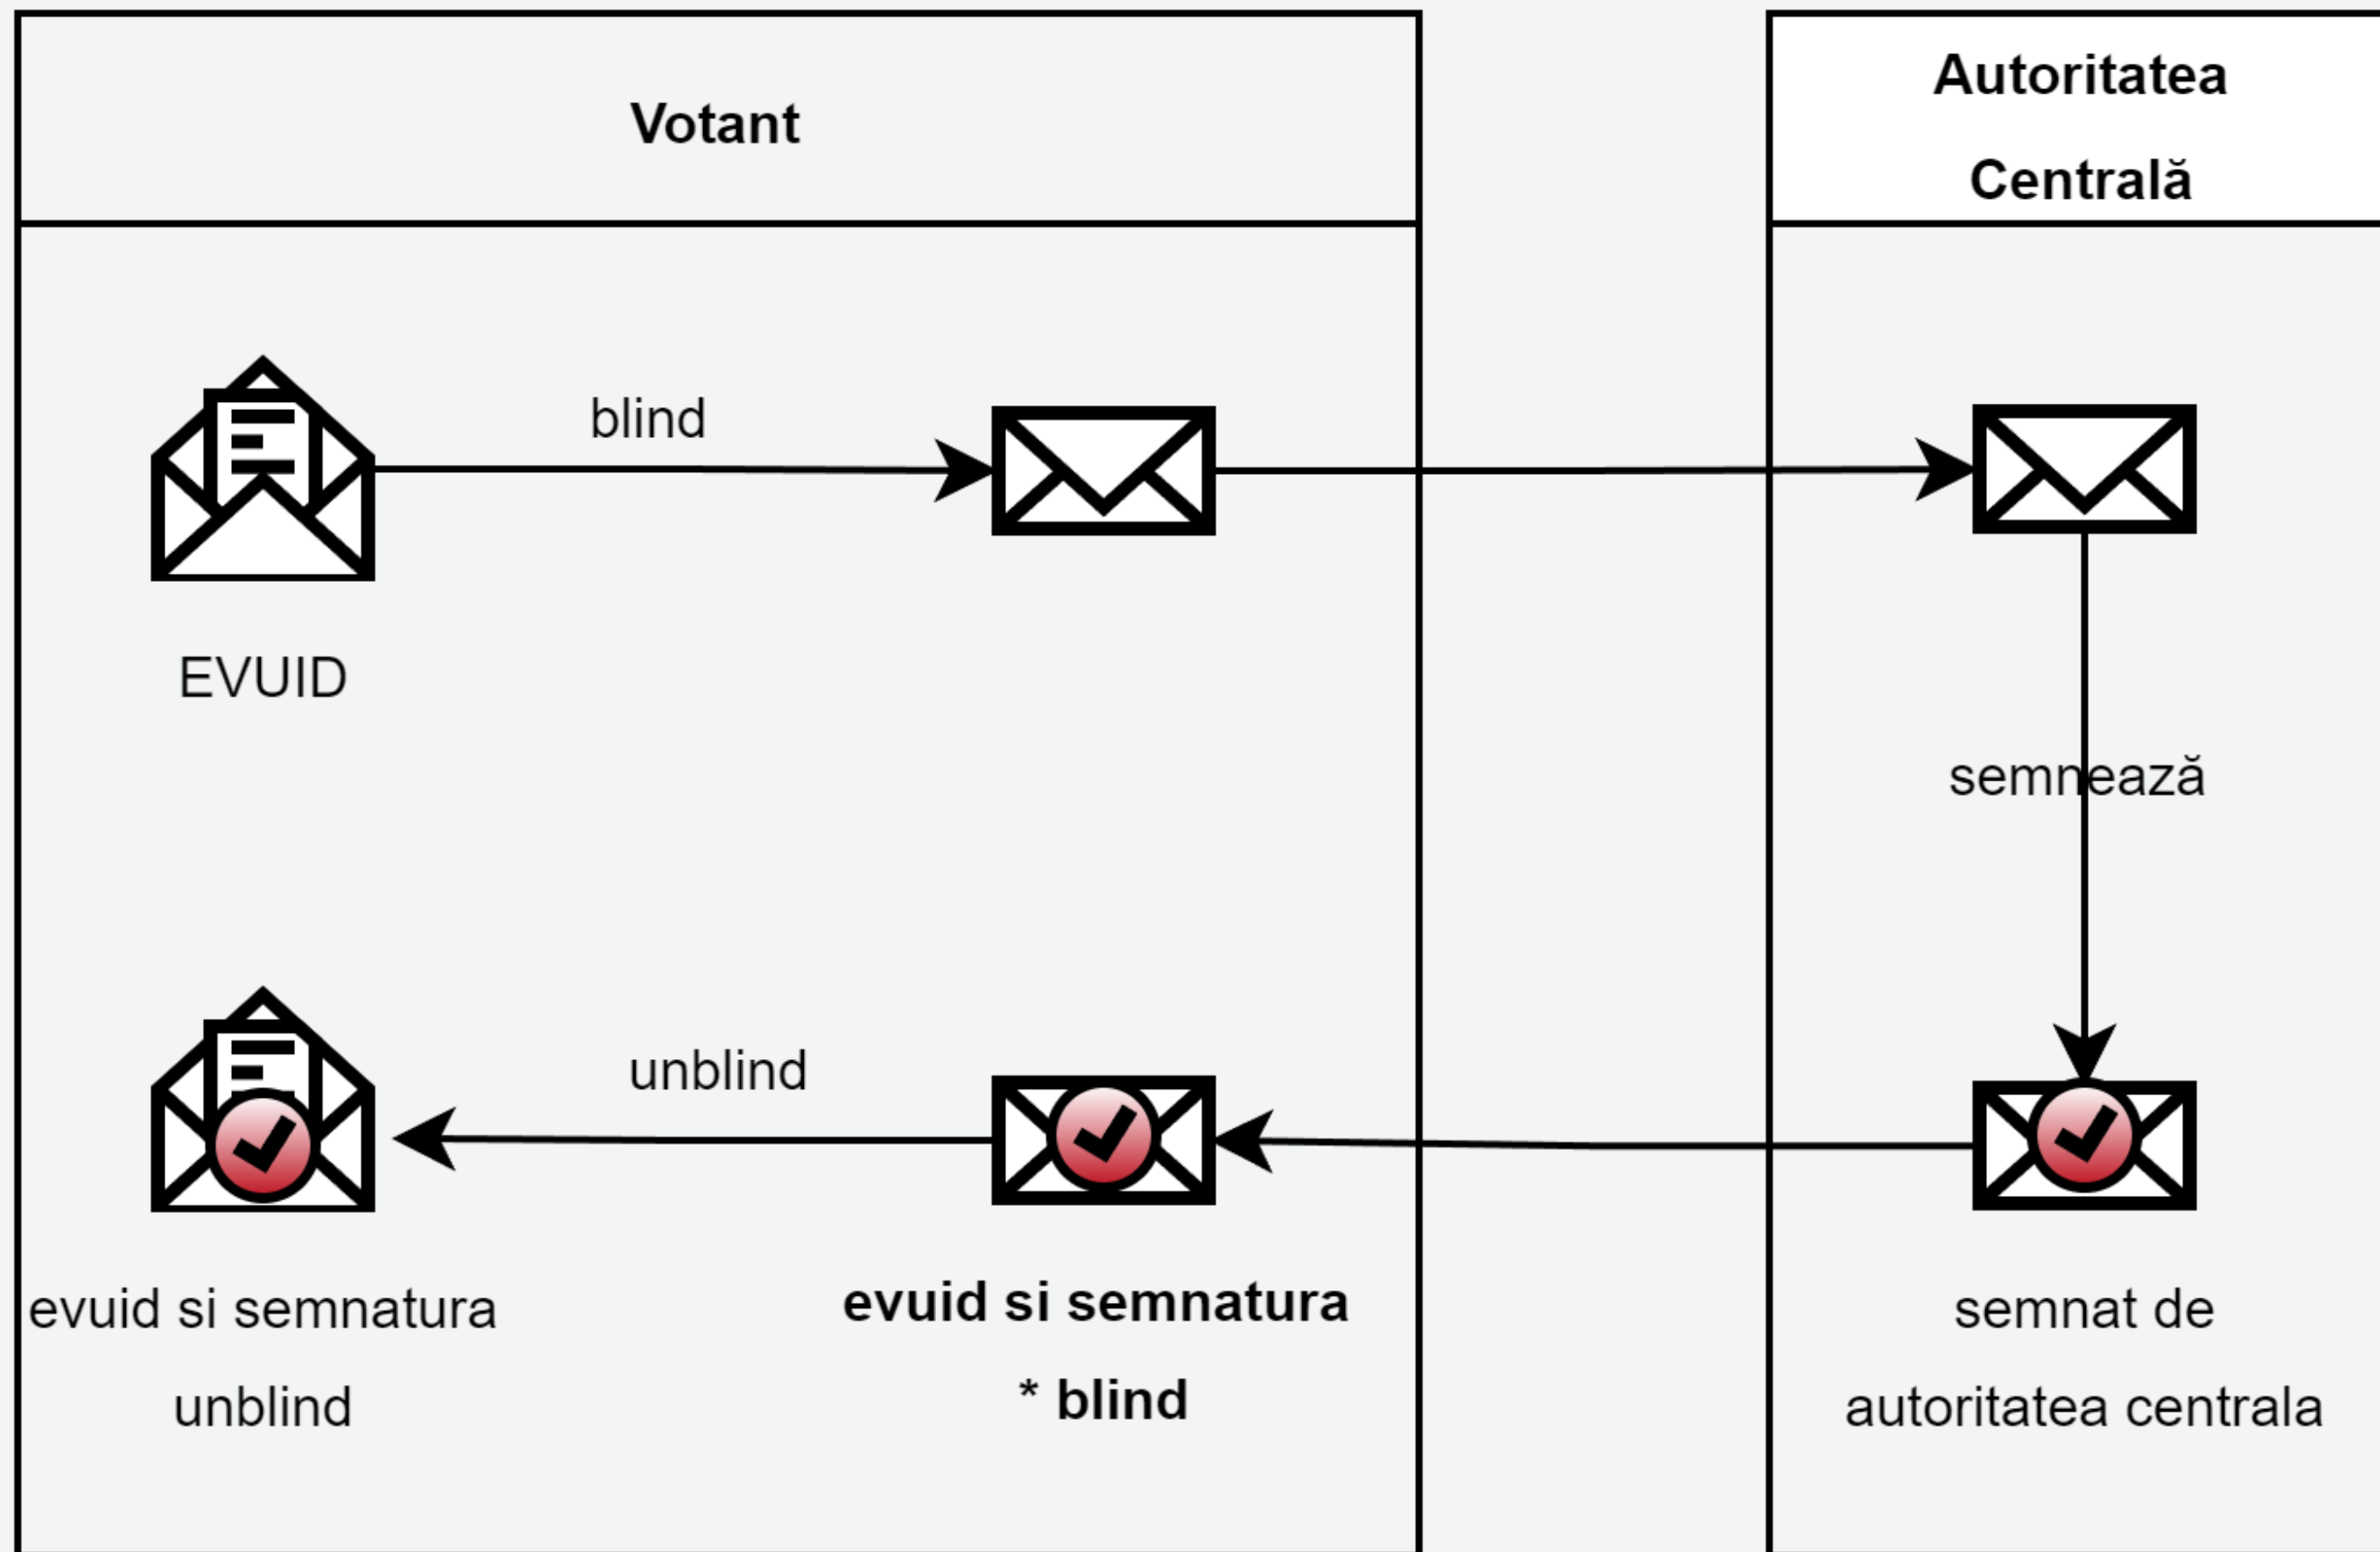 Votant
Autoritatea
Centrală
blind
EVUID
semnează
unblind
evuid si semnatura
unblind
evuid si semnatura
* blind
semnat de
autoritatea centrala